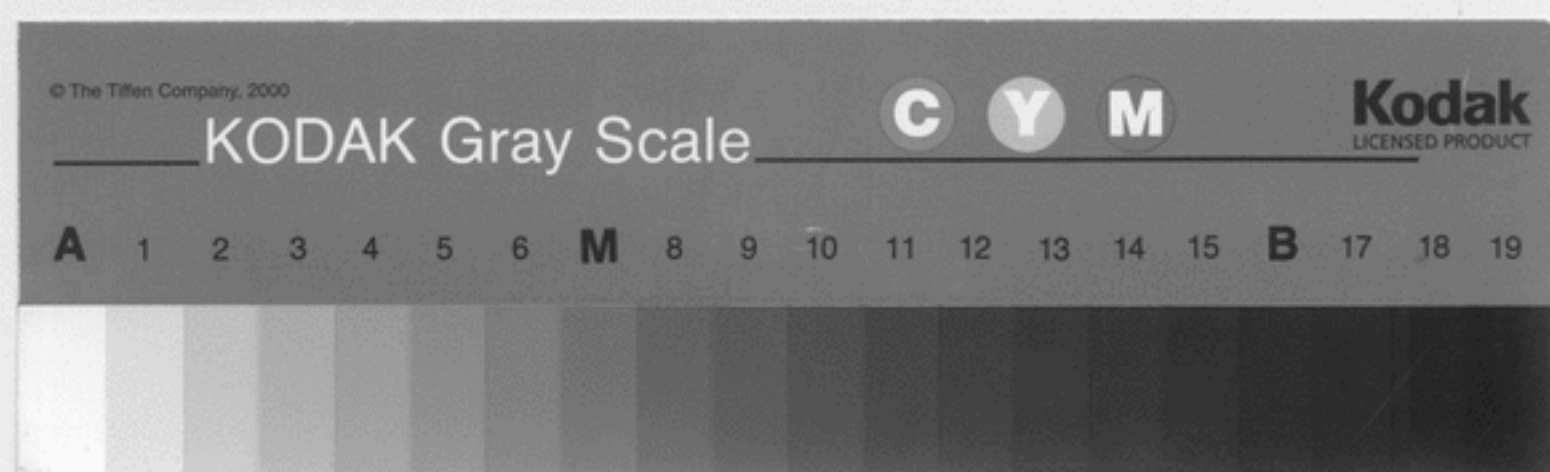 © The Tiffen Company, 2000
KODAK Gray Scale
C Y M
Kodak
LICENSED PRODUCT
A 1 2 3 4 5 6 M 8 9 10 11 12 13 14 15 B 17 18 19